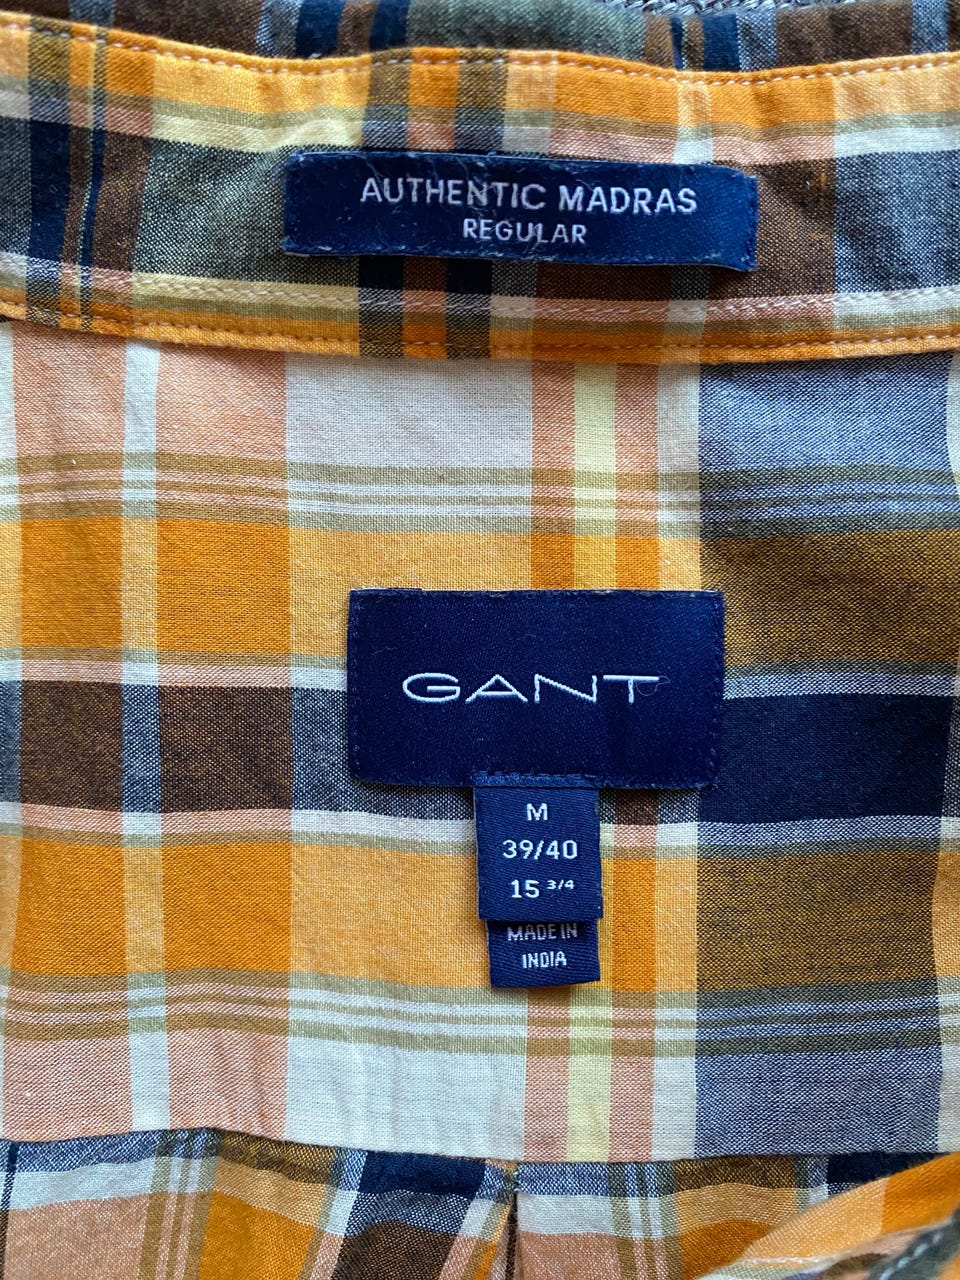 AUTHENTIC MADRAS
REGULAR
GANT
M
39/40
15 3/4
MADE IN
INDIA